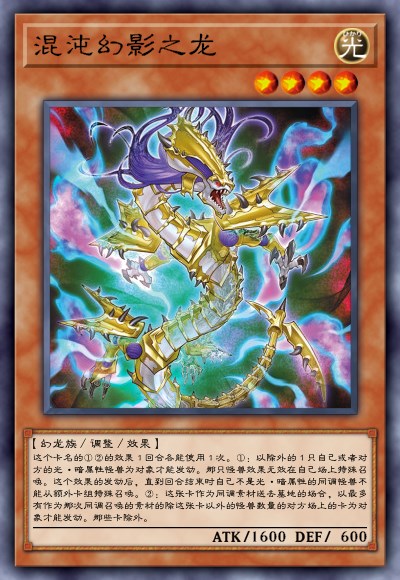 混沌幻影之龙
ひかり
光
【幻龙族/调整/效果】
这个卡名的①②的效果1回合各能使用1次。①：以除外的1只自己或者对
方的光·暗属性怪兽为对象才能发动。那只怪兽效果无效在自己场上特殊召
唤。这个效果的发动后，直到回合结束时自己不是光·暗属性的同调怪兽不
能从额外卡组特殊召唤。②：这张卡作为同调素材送去墓地的场合，以最多
有作为那次同调召唤的素材的除这张卡以外的怪兽数量的对方场上的卡为对
象才能发动。那些卡除外。
ATK/1600 DEF/ 600